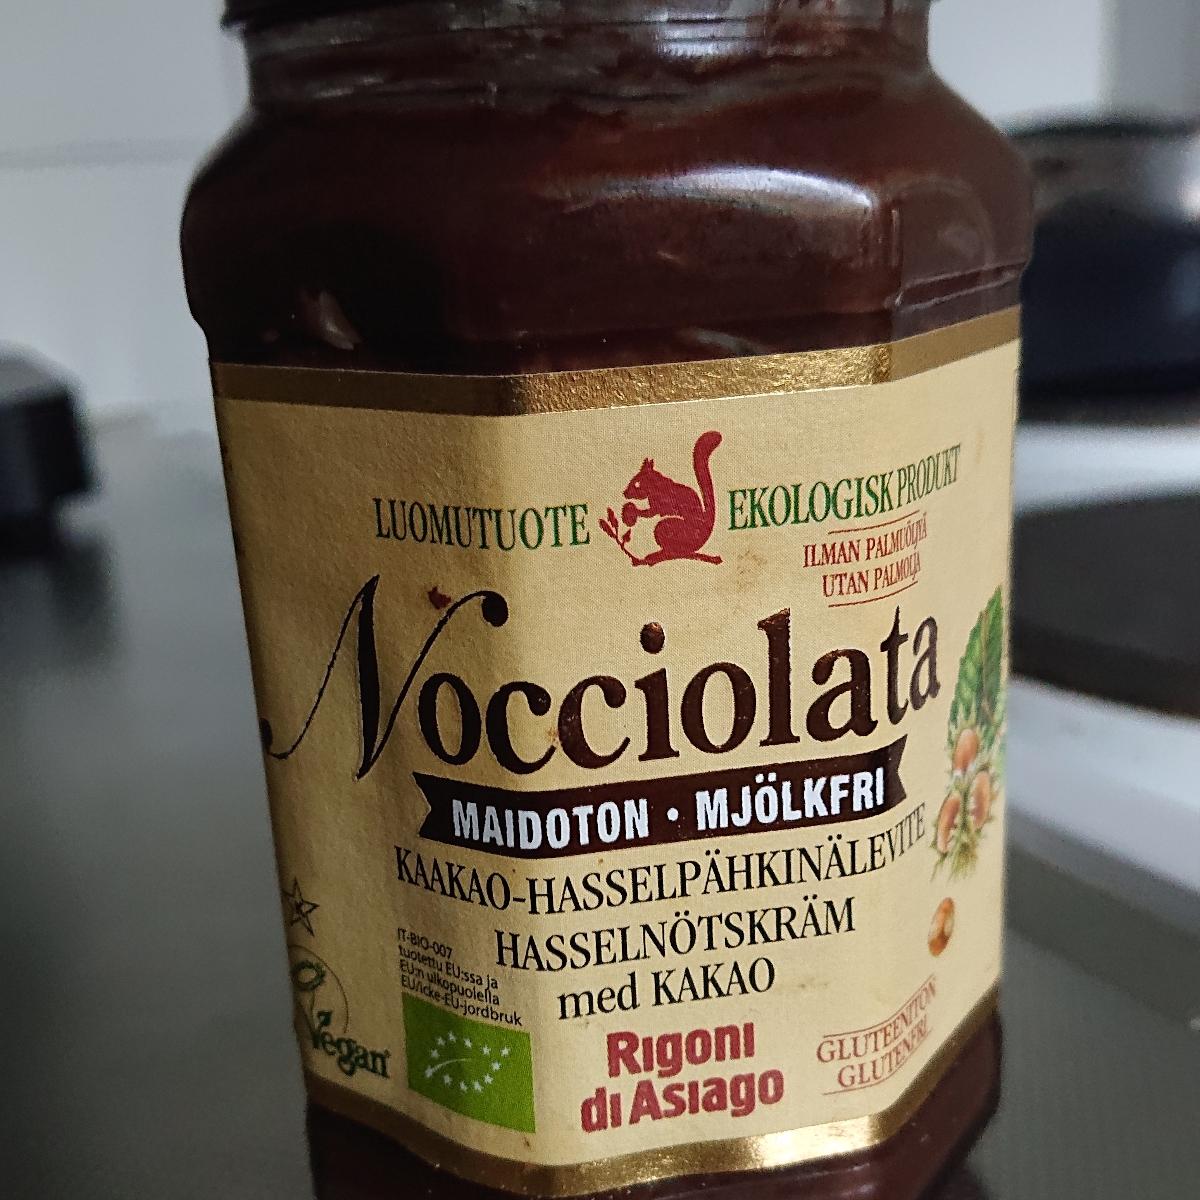 LUOMUTUOTE EKOLOGISK PRODUKT
ILMAN PALMUÖLJYÄ
UTAN PALMOLJA
Nocciolata
MAIDOTON • MJÖLKFRI
KAAKAO-HASSELPÄHKINÄLEVITE
HASSELNÖTSKRÄM
med KAKAO
IT-BIO-007
tuotettu EU:ssa ja
EU:n ulkopuolella
EU/icke-EU-jordbruk
Vegan
Rigoni
di Asiago
GLUTEENITON
GLUTENFRI